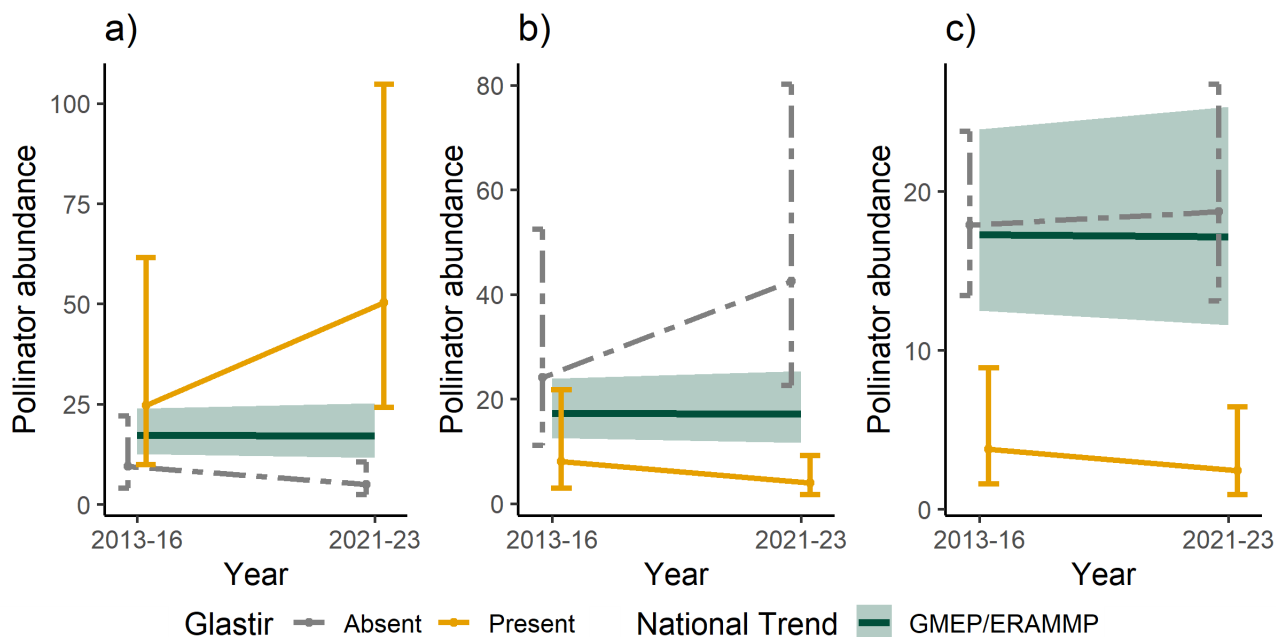 a)
Pollinator abundance
100
75
50
25
0
2013-16 2021-23
Year
b)
Pollinator abundance
80
60
40
20
0
2013-16 2021-23
Year
c)
Pollinator abundance
20
10
0
2013-16 2021-23
Year
Glastir Absent Present National Trend GMEP/ERAMMP